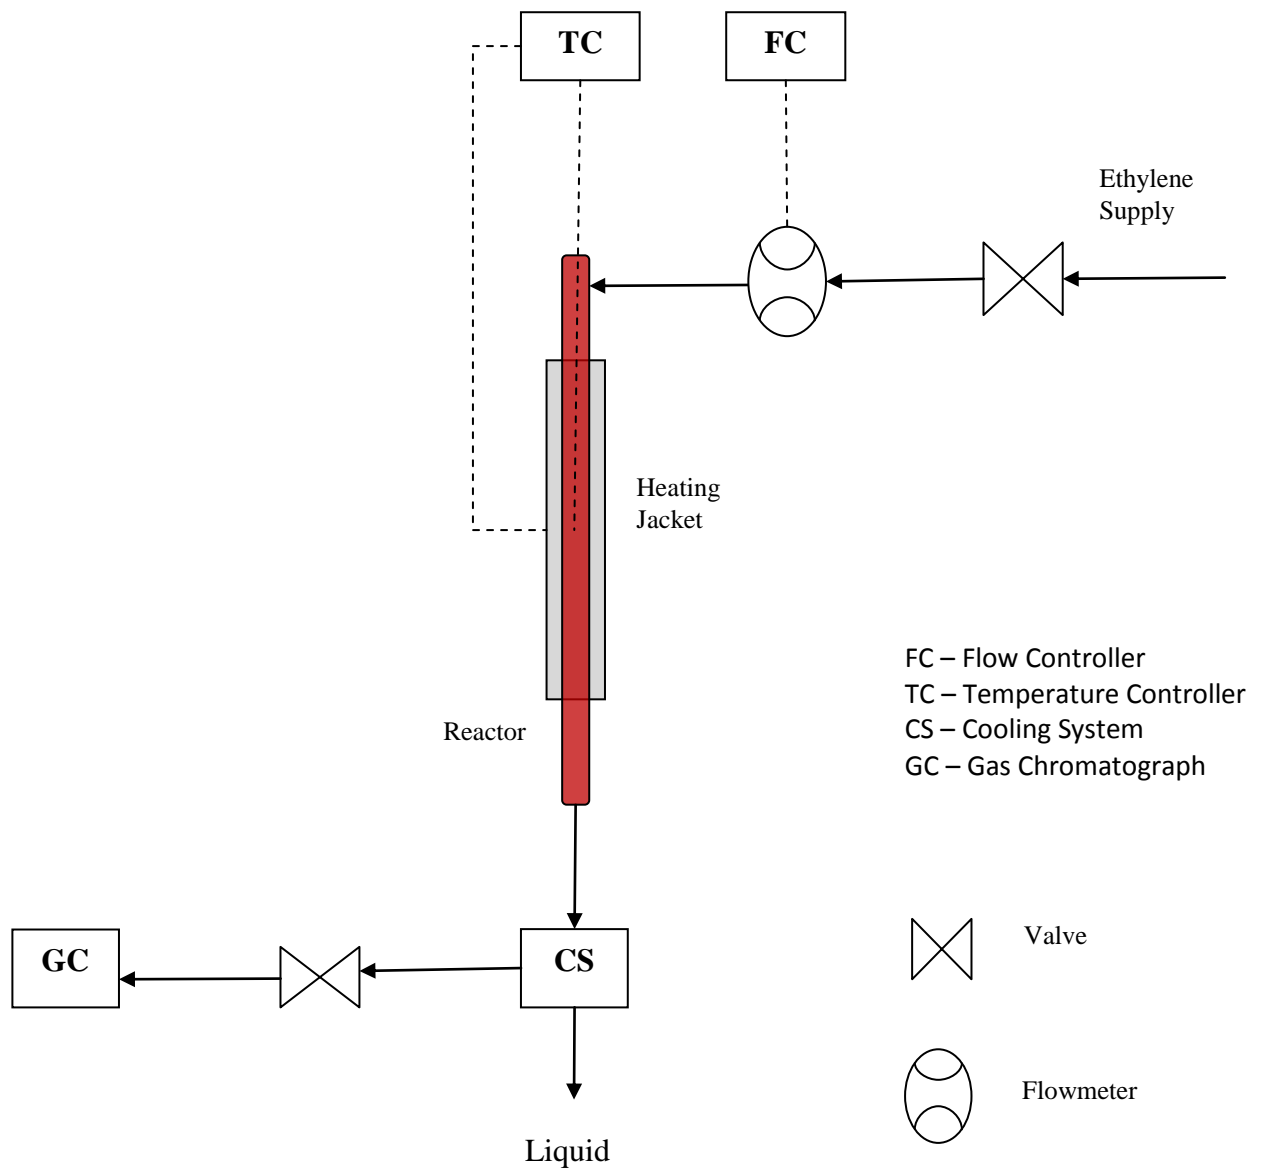 TC
FC
Ethylene
Supply
Heating
Jacket
FC – Flow Controller
TC – Temperature Controller
CS – Cooling System
GC – Gas Chromatograph
Reactor
GC
CS
Valve
Flowmeter
Liquid